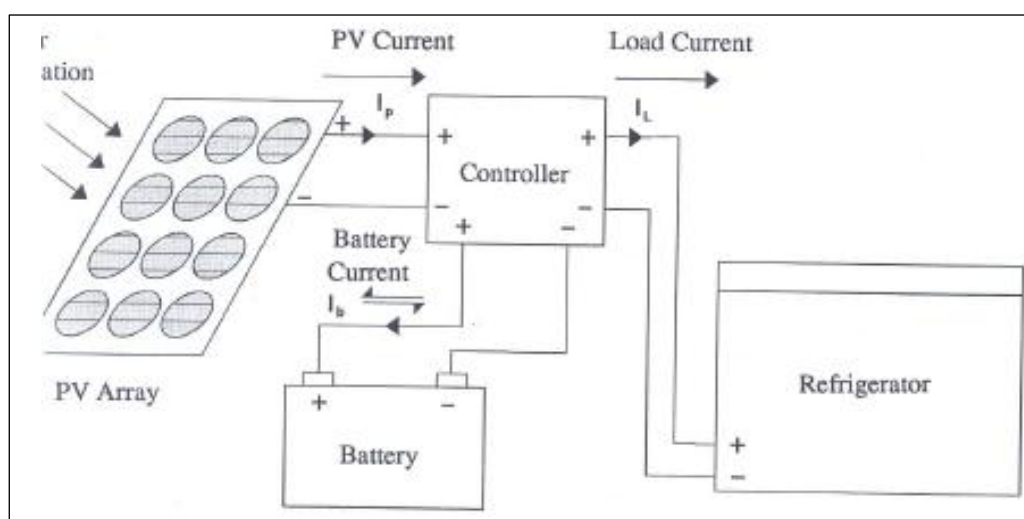 r
ation
PV Current
Load Current
I_P
I_L
+
-
+
-
+
-
+
-
Controller
Battery
Current
I_b
PV Array
+ -
Battery
Refrigerator
+
-